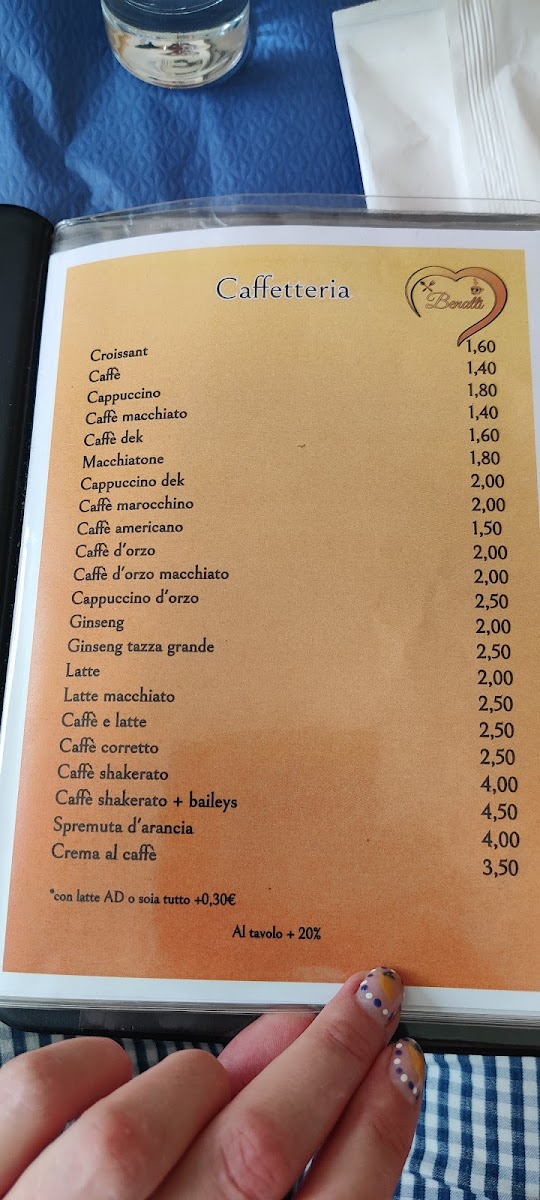 Caffetteria
Benatti
Croissant 1,60
Caffè 1,40
Cappuccino 1,80
Caffè macchiato 1,40
Caffè dek 1,60
Macchiatone 1,80
Cappuccino dek 2,00
Caffè marocchino 2,00
Caffè americano 1,50
Caffè d'orzo 2,00
Caffè d'orzo macchiato 2,00
Cappuccino d'orzo 2,50
Ginseng 2,00
Ginseng tazza grande 2,50
Latte 2,00
Latte macchiato 2,50
Caffè e latte 2,50
Caffè corretto 2,50
Caffè shakerato 4,00
Caffè shakerato + baileys 4,50
Spremuta d'arancia 4,00
Crema al caffè 3,50
*con latte AD o soia tutto +0,30€
Al tavolo + 20%